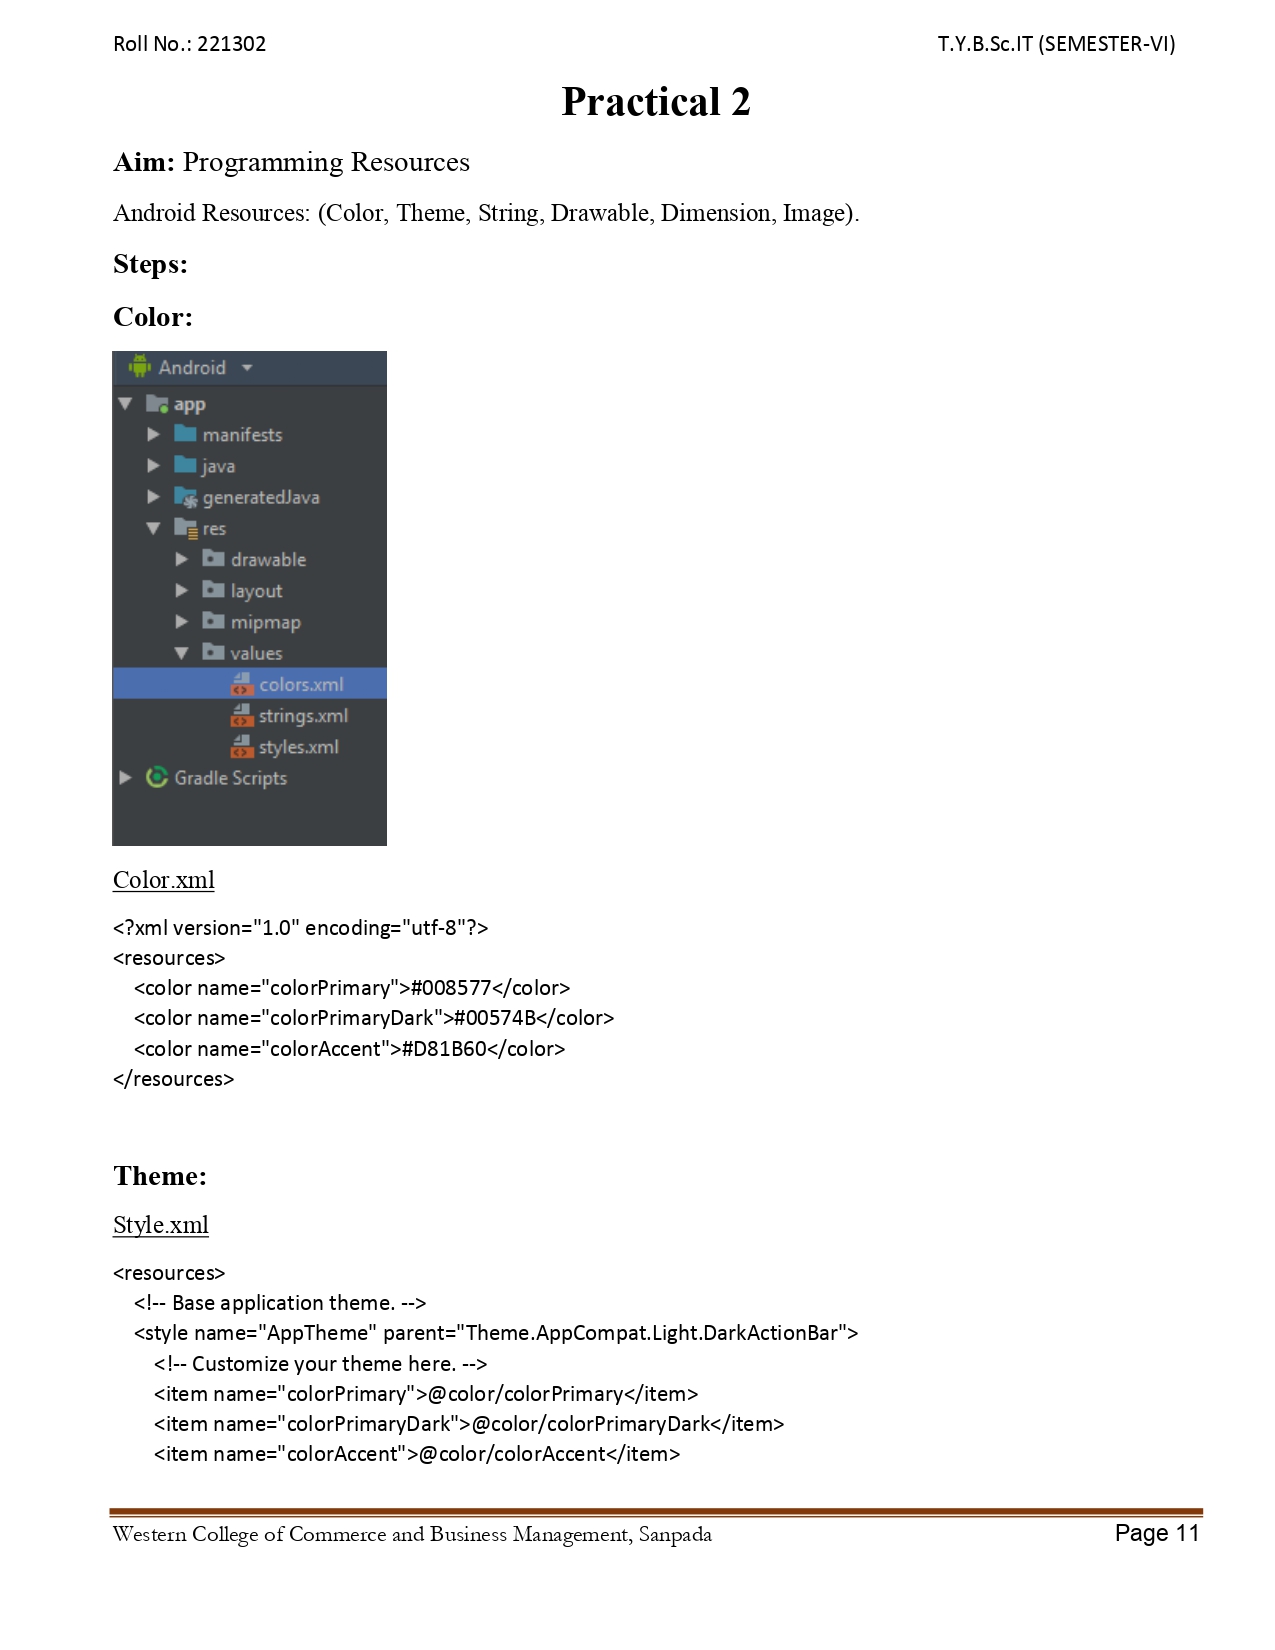 Roll No.: 221302 T.Y.B.Sc.IT (SEMESTER-VI)
Practical 2
Aim: Programming Resources
Android Resources: (Color, Theme, String, Drawable, Dimension, Image).
Steps:
Color:
Android
app
manifests
java
generatedJava
res
drawable
layout
mipmap
values
colors.xml
strings.xml
styles.xml
Gradle Scripts
Color.xml
<?xml version="1.0" encoding="utf-8"?>
<resources>
<color name="colorPrimary">#008577</color>
<color name="colorPrimaryDark">#00574B</color>
<color name="colorAccent">#D81B60</color>
</resources>
Theme:
Style.xml
<resources>
<!-- Base application theme. -->
<style name="AppTheme" parent="Theme.AppCompat.Light.DarkActionBar">
<!-- Customize your theme here. -->
<item name="colorPrimary">@color/colorPrimary</item>
<item name="colorPrimaryDark">@color/colorPrimaryDark</item>
<item name="colorAccent">@color/colorAccent</item>
Western College of Commerce and Business Management, Sanpada Page 11